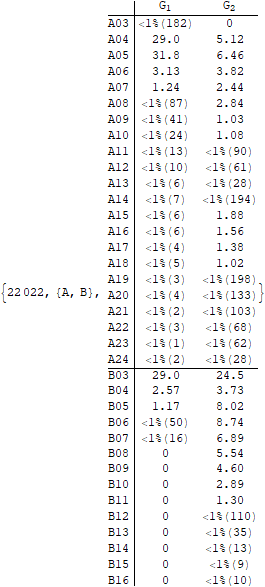 G1 G2
A03 <1%(182) 0
A04 29.0 5.12
A05 31.8 6.46
A06 3.13 3.82
A07 1.24 2.44
A08 <1%(87) 2.84
A09 <1%(41) 1.03
A10 <1%(24) 1.08
A11 <1%(13) <1%(90)
A12 <1%(10) <1%(61)
A13 <1%(6) <1%(28)
A14 <1%(7) <1%(194)
A15 <1%(6) 1.88
A16 <1%(6) 1.56
A17 <1%(4) 1.38
A18 <1%(5) 1.02
A19 <1%(3) <1%(198)
{22022, {A, B}, A20 <1%(4) <1%(133)}
A21 <1%(2) <1%(103)
A22 <1%(3) <1%(68)
A23 <1%(1) <1%(62)
A24 <1%(2) <1%(28)
B03 29.0 24.5
B04 2.57 3.73
B05 1.17 8.02
B06 <1%(50) 8.74
B07 <1%(16) 6.89
B08 0 5.54
B09 0 4.60
B10 0 2.89
B11 0 1.30
B12 0 <1%(110)
B13 0 <1%(35)
B14 0 <1%(13)
B15 0 <1%(9)
B16 0 <1%(10)